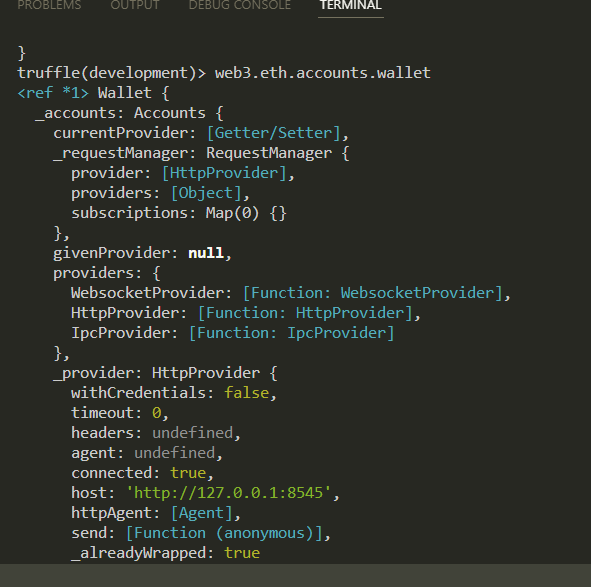 PROBLEMS OUTPUT DEBUG CONSOLE TERMINAL
}
truffle(development)> web3.eth.accounts.wallet
<ref *1> Wallet {
  _accounts: Accounts {
    currentProvider: [Getter/Setter],
    _requestManager: RequestManager {
      provider: [HttpProvider],
      providers: [Object],
      subscriptions: Map(0) {}
    },
    givenProvider: null,
    providers: {
      WebsocketProvider: [Function: WebsocketProvider],
      HttpProvider: [Function: HttpProvider],
      IpcProvider: [Function: IpcProvider]
    },
    _provider: HttpProvider {
      withCredentials: false,
      timeout: 0,
      headers: undefined,
      agent: undefined,
      connected: true,
      host: 'http://127.0.0.1:8545',
      httpAgent: [Agent],
      send: [Function (anonymous)],
      _alreadyWrapped: true